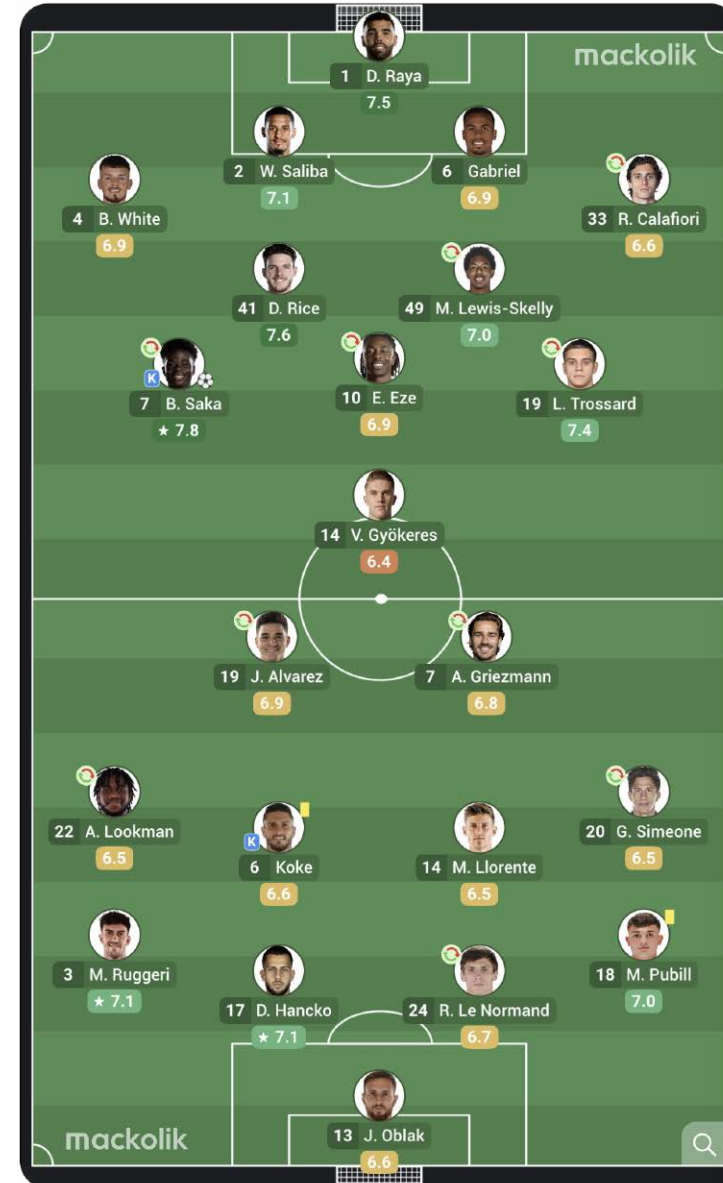 mackolik
1 D. Raya
7.5
2 W. Saliba
7.1
6 Gabriel
6.9
4 B. White
6.9
33 R. Calafiori
6.6
41 D. Rice
7.6
49 M. Lewis-Skelly
7.0
K
7 B. Saka
★ 7.8
10 E. Eze
6.9
19 L. Trossard
7.4
14 V. Gyökeres
6.4
19 J. Alvarez
6.9
7 A. Griezmann
6.8
22 A. Lookman
6.5
K
6 Koke
6.6
14 M. Llorente
6.5
20 G. Simeone
6.5
3 M. Ruggeri
★ 7.1
17 D. Hancko
★ 7.1
24 R. Le Normand
6.7
18 M. Pubill
7.0
13 J. Oblak
6.6
mackolik